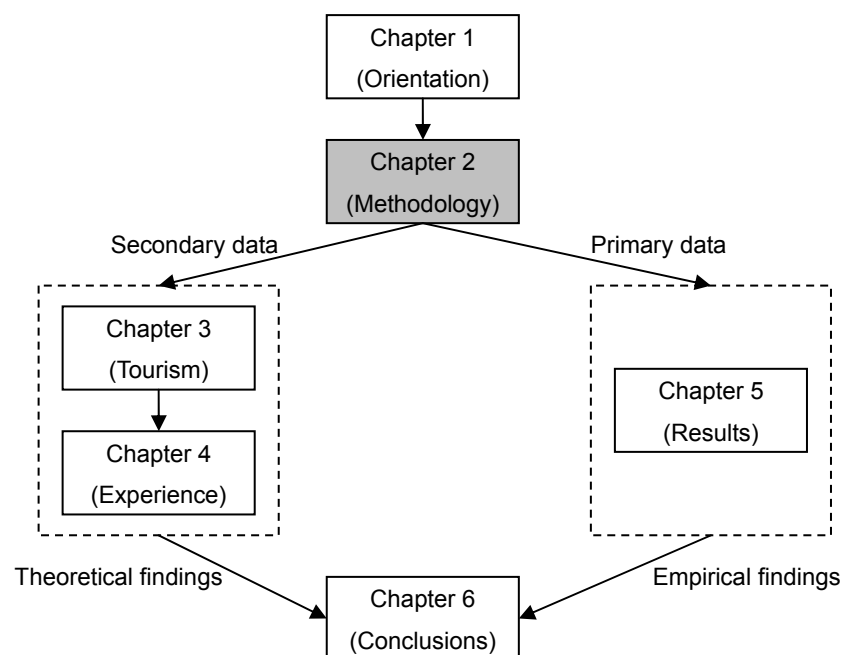 Chapter 1
(Orientation)
Chapter 2
(Methodology)
Secondary data
Primary data
Chapter 3
(Tourism)
Chapter 4
(Experience)
Chapter 5
(Results)
Theoretical findings
Empirical findings
Chapter 6
(Conclusions)